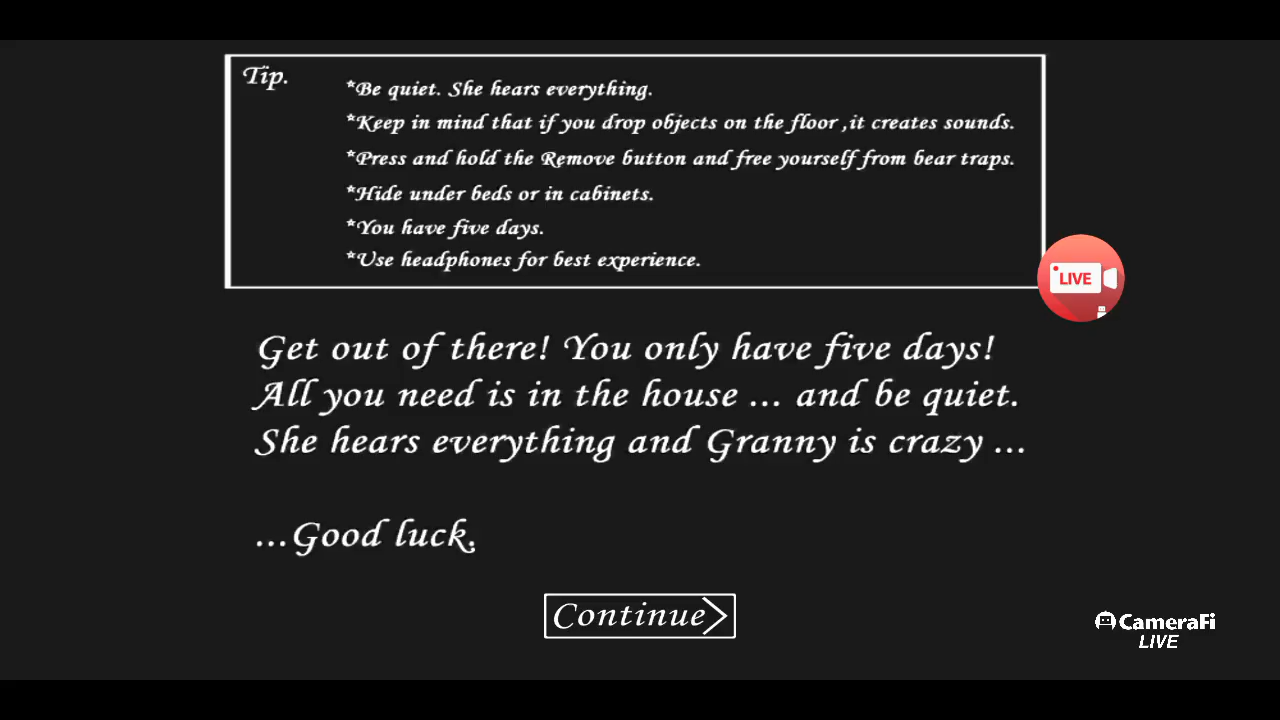 Tip.
*Be quiet. She hears everything.
*Keep in mind that if you drop objects on the floor ,it creates sounds.
*Press and hold the Remove button and free yourself from bear traps.
*Hide under beds or in cabinets.
*You have five days.
*Use headphones for best experience.
LIVE
Get out of there! You only have five days!
All you need is in the house ... and be quiet.
She hears everything and Granny is crazy ...
...Good luck.
Continue
CameraFi
LIVE